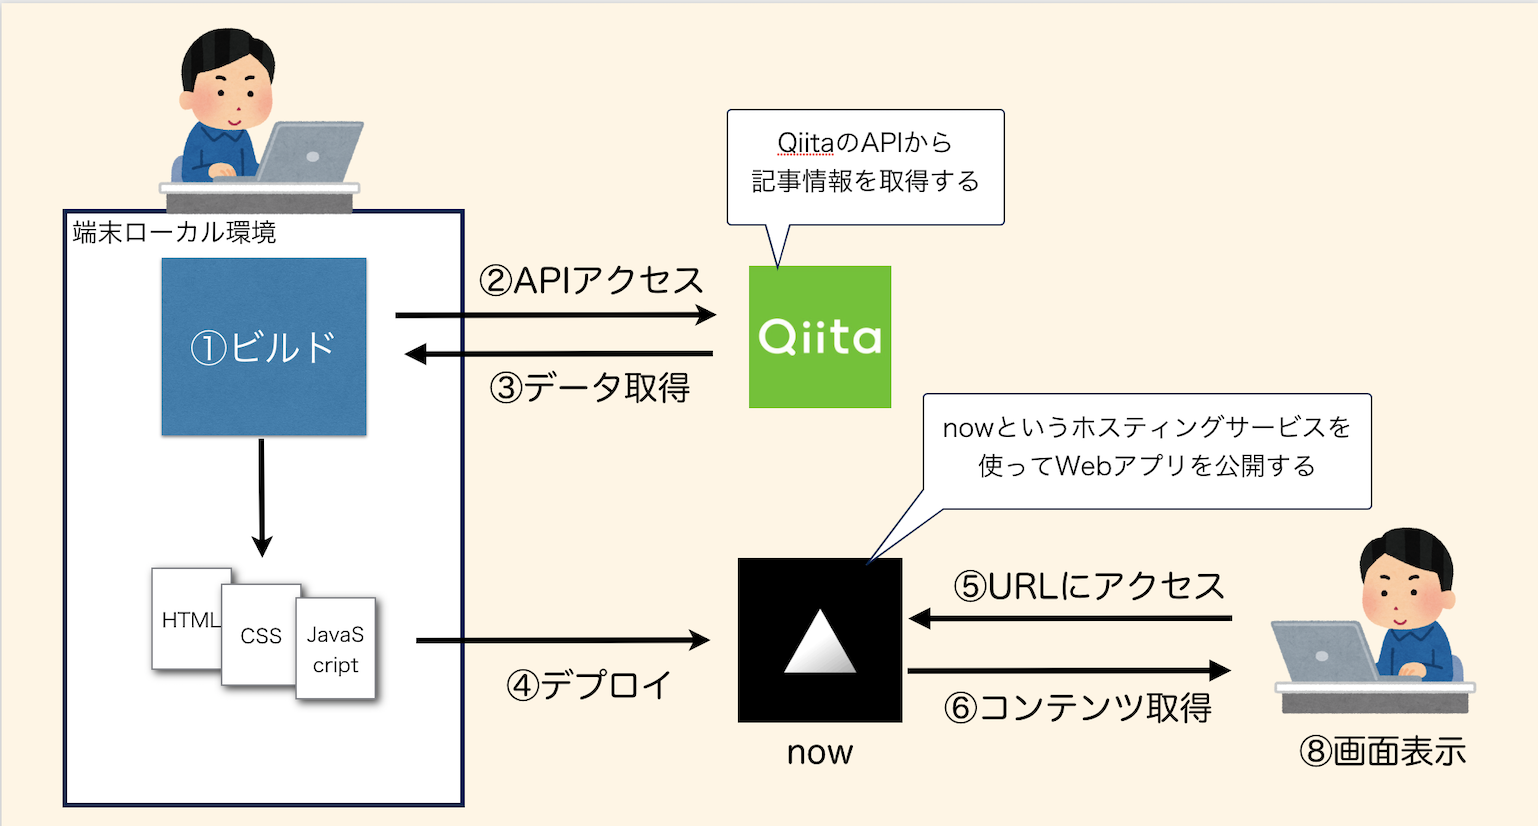 端末ローカル環境
①ビルド
②APIアクセス
③データ取得
QiitaのAPIから
記事情報を取得する
Qiita
HTML
CSS
JavaS
cript
④デプロイ
nowというホスティングサービスを
使ってWebアプリを公開する
now
⑤URLにアクセス
⑥コンテンツ取得
⑧画面表示